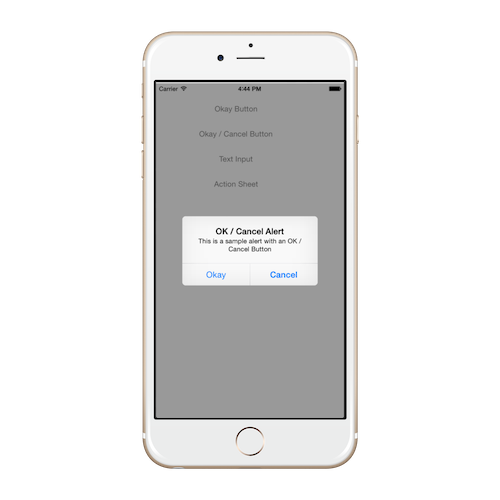 Carrier 4:44 PM
Okay Button
Okay / Cancel Button
Text Input
Action Sheet
OK / Cancel Alert
This is a sample alert with an OK /
Cancel Button
Okay Cancel